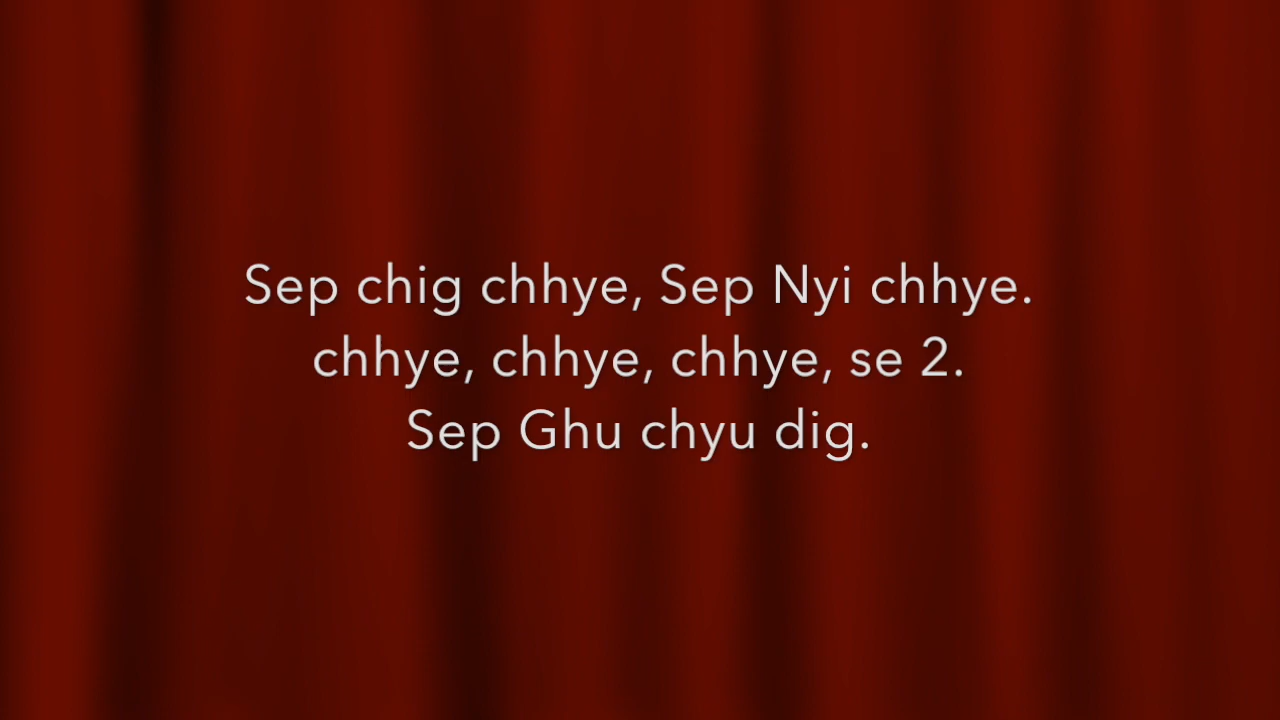 Sep chig chhye, Sep Nyi chhye.
chhye, chhye, chhye, se 2.
Sep Ghu chyu dig.